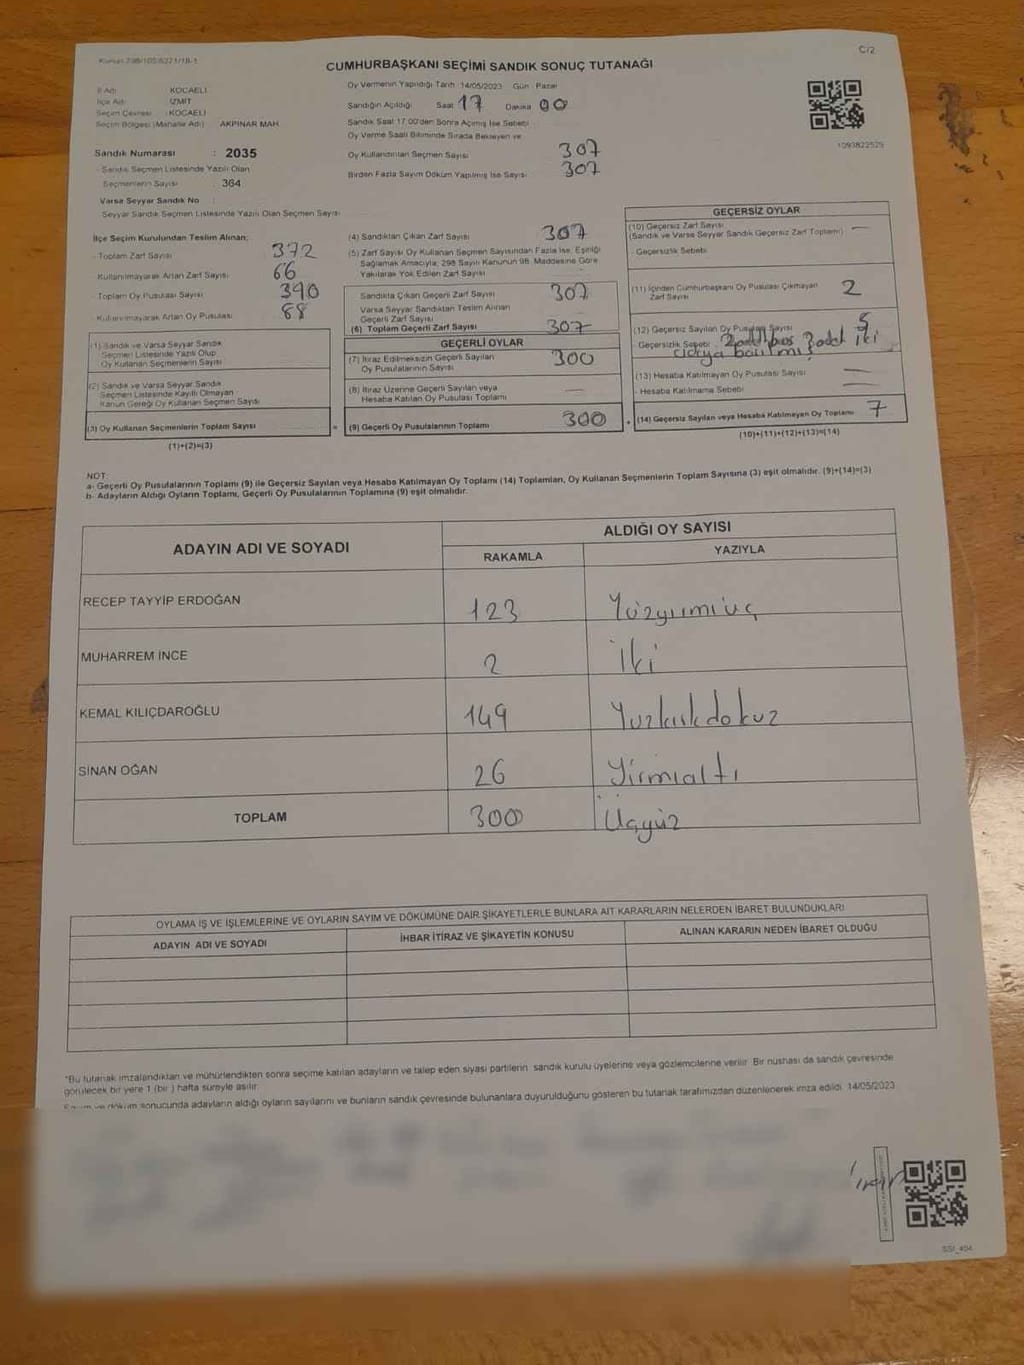 Kanun 298/105/6271/18-1
C/2
CUMHURBAŞKANI SEÇİMİ SANDIK SONUÇ TUTANAĞI
İl Adı KOCAELİ
İlçe Adı İZMİT
Seçim Çevresi : KOCAELİ
Seçim Bölgesi (Mahalle Adı) AKPINAR MAH.
Sandık Numarası : 2035
- Sandık Seçmen Listesinde Yazılı Olan
Seçmenlerin Sayısı : 364
Varsa Seyyar Sandık No :
Seyyar Sandık Seçmen Listesinde Yazılı Olan Seçmen Sayısı
Oy Vermenin Yapıldığı Tarih :14/05/2023 Gün : Pazar
Sandığın Açıldığı Saat 17 Dakika 00
Sandık Saat 17.00'den Sonra Açımış İse Sebebi
Oy Verme Saati Bitiminde Sırada Bekleyen ve
Oy Kullandırılan Seçmen Sayısı 307
Birden Fazla Sayım Döküm Yapılmış İse Sayısı 307
1093822529
İlçe Seçim Kurulundan Teslim Alınan;
- Toplam Zarf Sayısı 372
- Kullanılmayarak Artan Zarf Sayısı 66
- Toplam Oy Pusulası Sayısı 390
- Kullanılmayarak Artan Oy Pusulası 88
(1) Sandık ve Varsa Seyyar Sandık
Seçmen Listesinde Yazılı Olup
Oy Kullanan Seçmenlerin Sayısı
(2) Sandık ve Varsa Seyyar Sandık
Seçmen Listesinde Kayıtlı Olmayan
Kanun Gereği Oy Kullanan Seçmen Sayısı
(3) Oy Kullanan Seçmenlerin Toplam Sayısı
(1)+(2)=(3)
(4) Sandıktan Çıkan Zarf Sayısı 307
(5) Zarf Sayısı Oy Kullanan Seçmen Sayısından Fazla İse, Eşitliği
Sağlamak Amacıyla, 298 Sayılı Kanunun 98. Maddesine Göre
Yakılarak Yok Edilen Zarf Sayısı
Sandıkta Çıkan Geçerli Zarf Sayısı 307
Varsa Seyyar Sandıktan Teslim Alınan
Geçerli Zarf Sayısı
(6) Toplam Geçerli Zarf Sayısı 307
GEÇERLİ OYLAR
(7) İtiraz Edilmeksizin Geçerli Sayılan
Oy Pusulalarının Sayısı 300
(8) İtiraz Üzerine Geçerli Sayılan veya
Hesaba Katılan Oy Pusulası Toplamı —
= (9) Geçerli Oy Pusulalarının Toplamı 300
GEÇERSİZ OYLAR
(10) Geçersiz Zarf Sayısı
(Sandık ve Varsa Seyyar Sandık Geçersiz Zarf Toplamı) —
- Geçersizlik Sebebi
(11) İçinden Cumhurbaşkanı Oy Pusulası Çıkmayan
Zarf Sayısı 2
(12) Geçersiz Sayılan Oy Pusulası Sayısı 5
Geçersizlik Sebebi 3adet iki
basılmış
(13) Hesaba Katılmayan Oy Pusulası Sayısı —
- Hesaba Katılmama Sebebi —
+ (14) Geçersiz Sayılan veya Hesaba Katılmayan Oy Toplamı 7
(10)+(11)+(12)+(13)=(14)
NOT:
a- Geçerli Oy Pusulalarının Toplamı (9) ile Geçersiz Sayılan veya Hesaba Katılmayan Oy Toplamı (14) Toplamları, Oy Kullanan Seçmenlerin Toplam Sayısına (3) eşit olmalıdır. (9)+(14)=(3)
b- Adayların Aldığı Oyların Toplamı, Geçerli Oy Pusulalarının Toplamına (9) eşit olmalıdır.
ADAYIN ADI VE SOYADI
ALDIĞI OY SAYISI
RAKAMLA YAZIYLA
RECEP TAYYİP ERDOĞAN 123 Yüzyirmiüç
MUHARREM İNCE 2 İki
KEMAL KILIÇDAROĞLU 149 Yuzkırkdokuz
SİNAN OĞAN 26 Yirmialtı
TOPLAM 300 Üçyüz
OYLAMA İŞ VE İŞLEMLERİNE VE OYLARIN SAYIM VE DÖKÜMÜNE DAİR ŞİKAYETLERLE BUNLARA AİT KARARLARIN NELERDEN İBARET BULUNDUKLARI
ADAYIN ADI VE SOYADI İHBAR İTİRAZ VE ŞİKAYETİN KONUSU ALINAN KARARIN NEDEN İBARET OLDUĞU
*Bu tutanak imzalandıktan ve mühürlendikten sonra seçime katılan adayların ve talep eden siyasi partilerin sandık kurulu üyelerine veya gözlemcilerine verilir. Bir nüshası da sandık çevresinde
görülecek bir yere 1 (bir ) hafta süreyle asılır.
Sayım ve döküm sonucunda adayların aldığı oyların sayılarını ve bunların sandık çevresinde bulunanlara duyurulduğunu gösteren bu tutanak tarafımızdan düzenlenerek imza edildi. 14/05/2023
SSI_404